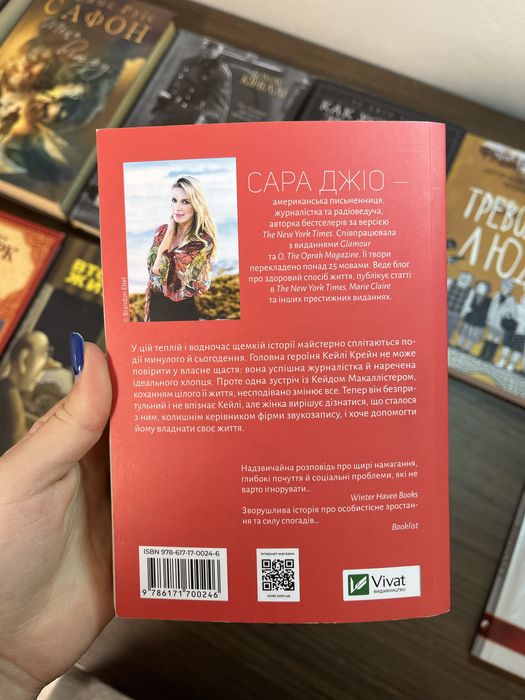 САФОН
САРА ДЖІО —
американська письменниця,
журналістка та радіоведуча,
авторка бестселерів за версією
The New York Times. Співпрацювала
з виданнями Glamour
та O, The Oprah Magazine. Її твори
перекладено понад 25 мовами. Веде блог
про здоровий спосіб життя, публікує статті
в The New York Times, Marie Claire
та інших престижних виданнях.
© Brandon Ebel
У цій теплій і водночас щемкій історії майстерно сплітаються по-
дії минулого й сьогодення. Головна героїня Кейлі Крейн не може
повірити у власне щастя: вона успішна журналістка й наречена
ідеального хлопця. Проте одна зустріч із Кейдом Макаллістером,
коханням цілого її життя, несподівано змінює все. Тепер він безпри-
тульний і не впізнає Кейлі, але жінка вирішує дізнатися, що сталося
з ним, колишнім керівником фірми звукозапису, і хоче допомогти
йому владнати своє життя.
Надзвичайна розповідь про щирі намагання,
глибокі почуття й соціальні проблеми, які не
варто ігнорувати...
Winter Haven Books
Зворушлива історія про особистісне зростан-
ня та силу спогадів...
Booklist
ISBN 978-617-17-0024-6
9 786171 700246
інтернет-магазин
vivat.com.ua
Vivat
ВИДАВНИЦТВО